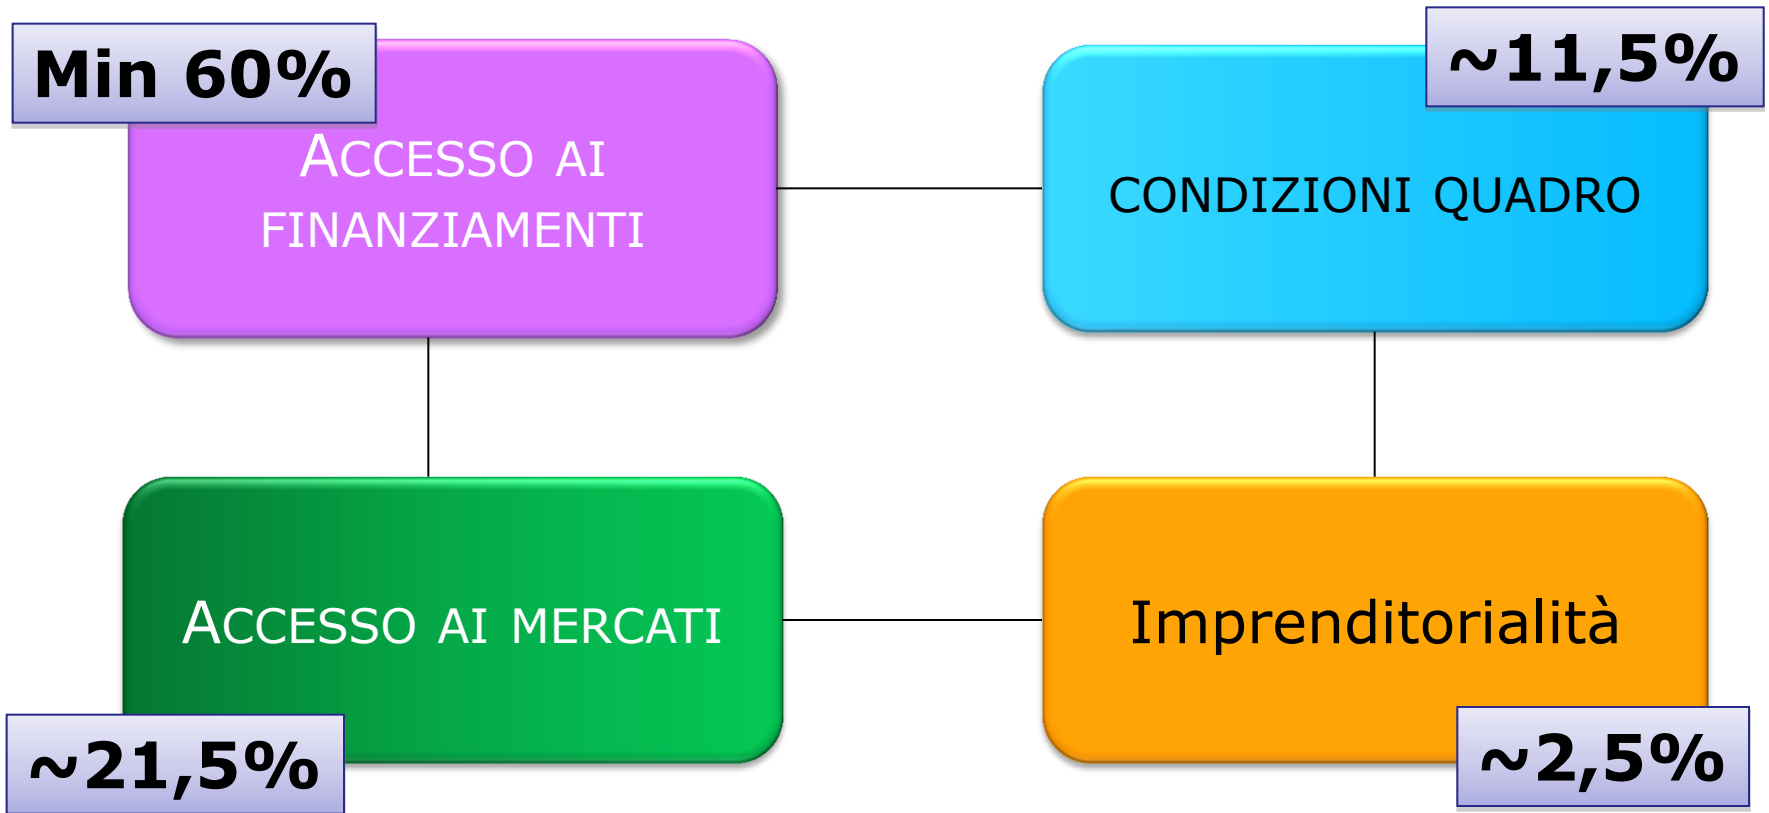 Min 60%
ACCESSO AI
FINANZIAMENTI
~11,5%
CONDIZIONI QUADRO
ACCESSO AI MERCATI
~21,5%
Imprenditorialità
~2,5%